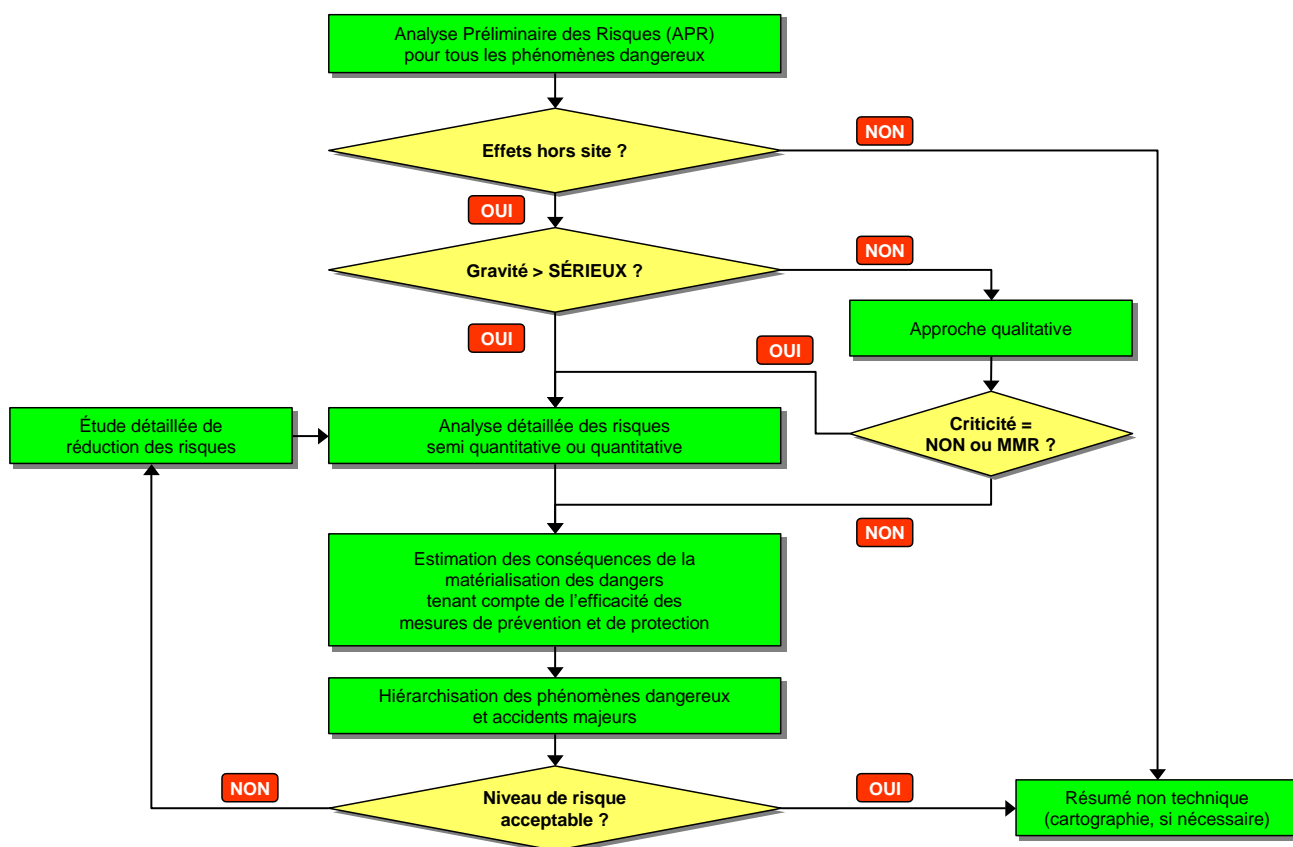 Analyse Préliminaire des Risques (APR)
pour tous les phénomènes dangereux
NON
Effets hors site ?
OUI
NON
Gravité > SÉRIEUX ?
OUI
Approche qualitative
OUI
Étude détaillée de
réduction des risques
Analyse détaillée des risques
semi quantitative ou quantitative
Criticité =
NON ou MMR ?
NON
Estimation des conséquences de la
matérialisation des dangers
tenant compte de l'efficacité des
mesures de prévention et de protection
Hiérarchisation des phénomènes dangereux
et accidents majeurs
NON
Niveau de risque
acceptable ?
OUI
Résumé non technique
(cartographie, si nécessaire)